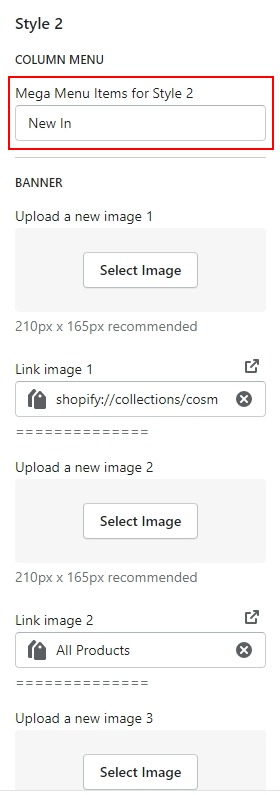 Style 2
COLUMN MENU
Mega Menu Items for Style 2
New In
BANNER
Upload a new image 1
Select Image
210px x 165px recommended
Link image 1
shopify://collections/cosm
==============
Upload a new image 2
Select Image
210px x 165px recommended
Link image 2
All Products
==============
Upload a new image 3
Select Image